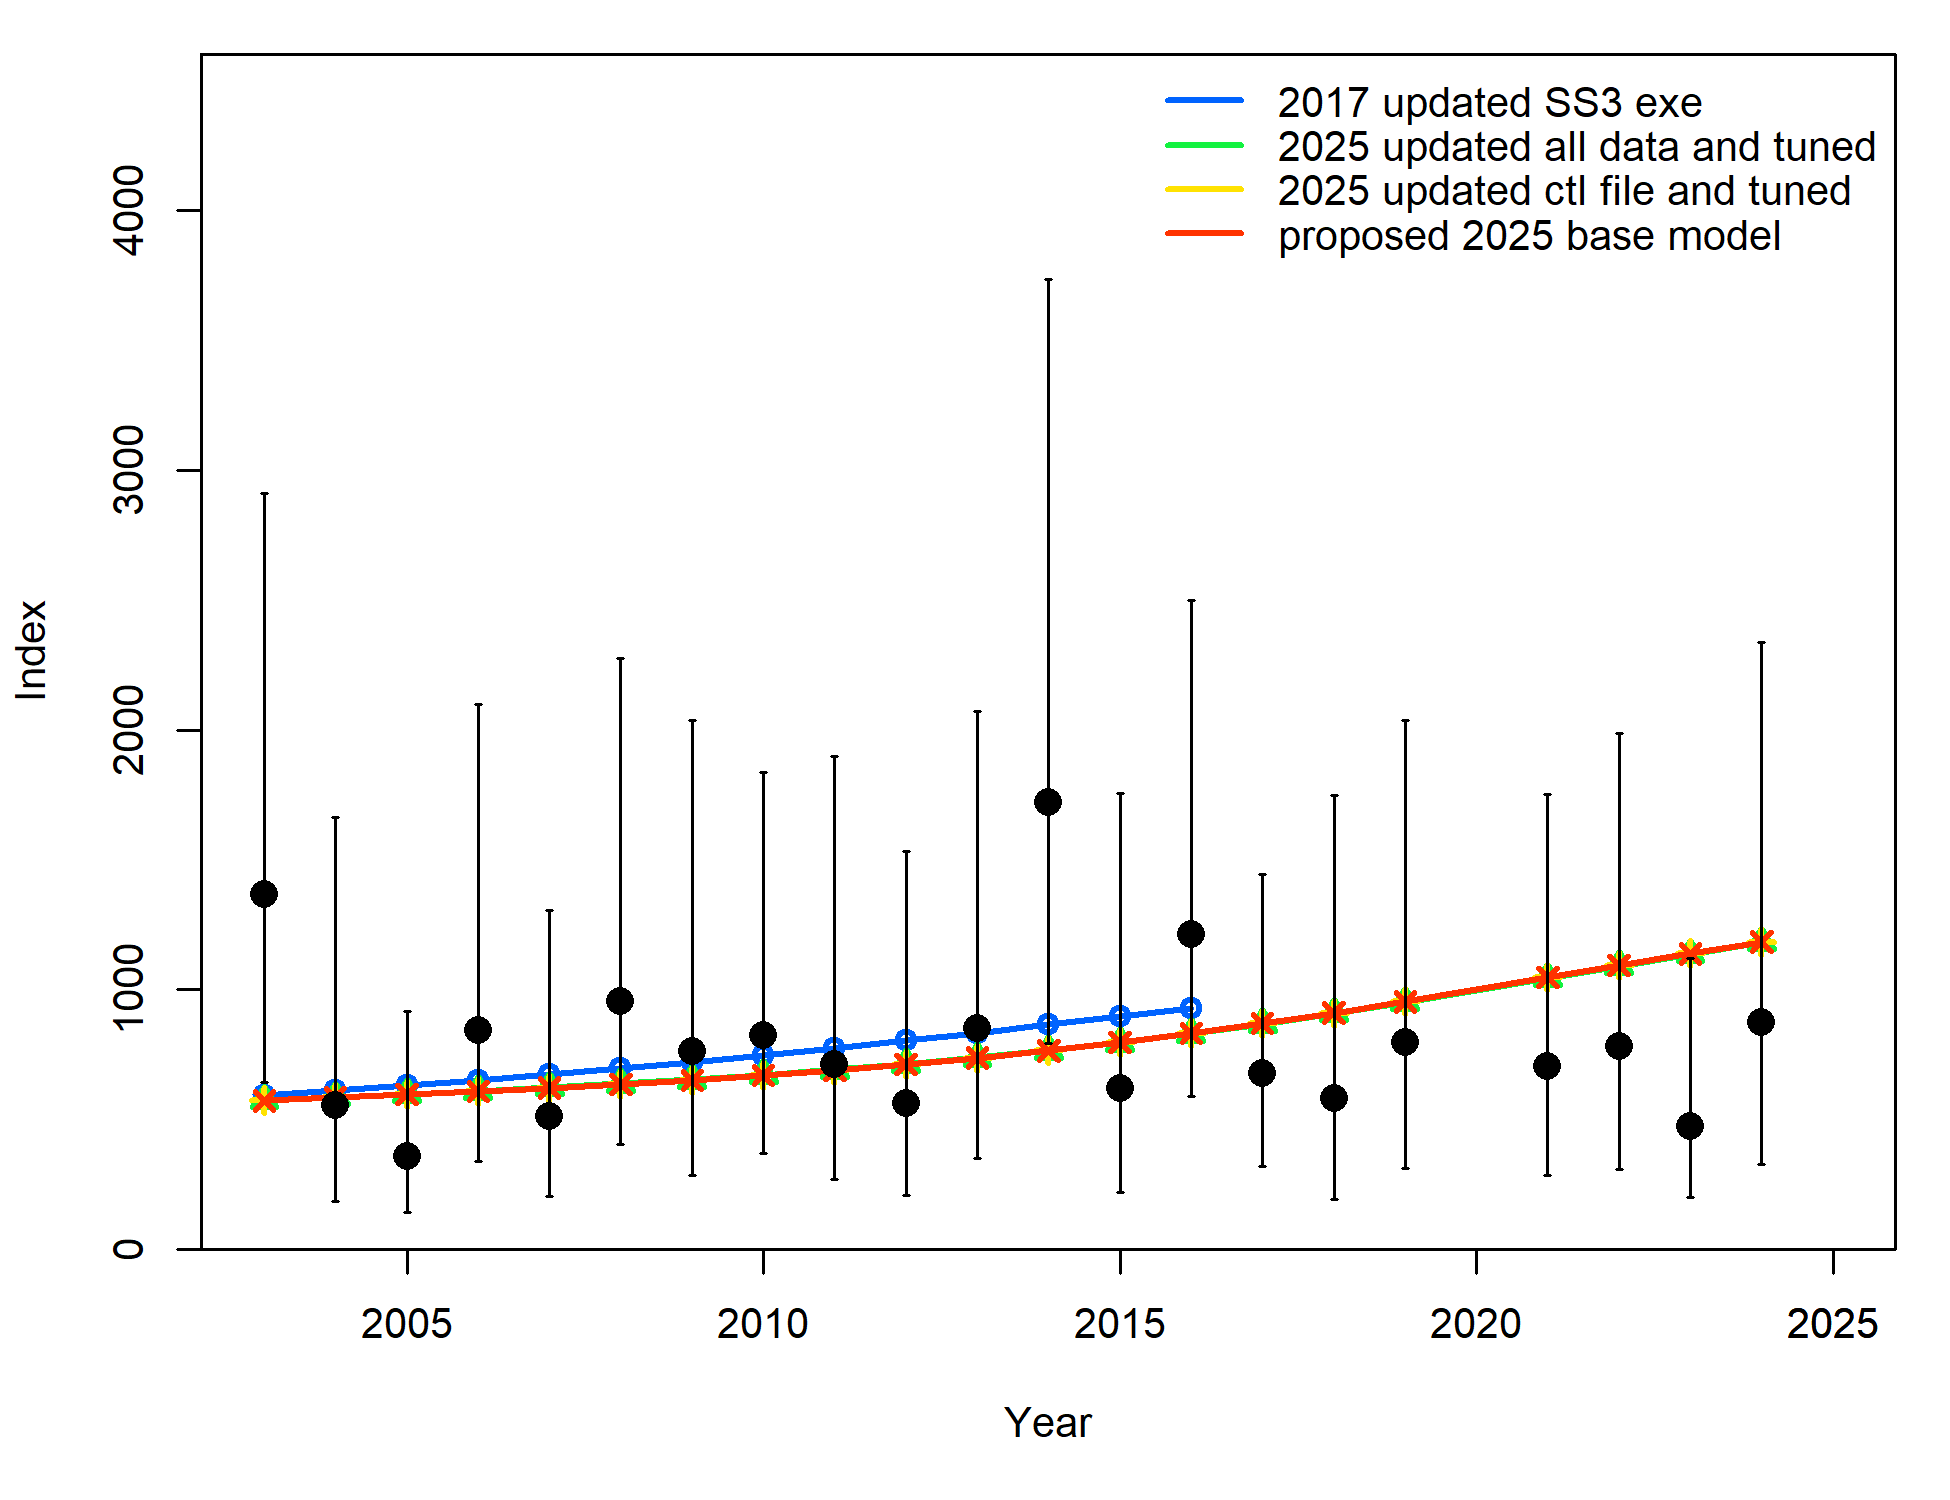 2017 updated SS3 exe
2025 updated all data and tuned
2025 updated ctl file and tuned
proposed 2025 base model
4000
3000
2000
1000
0
Index
2005
2010
2015
2020
2025
Year